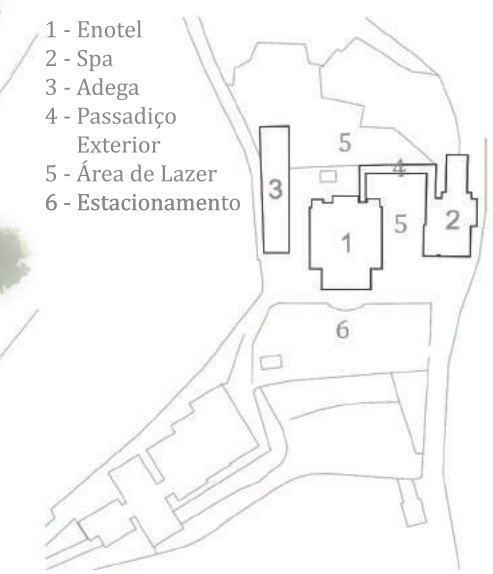 1 - Enotel
2 - Spa
3 - Adega
4 - Passadiço
Exterior
5 - Área de Lazer
6 - Estacionamento
5
4
3
5
2
1
6